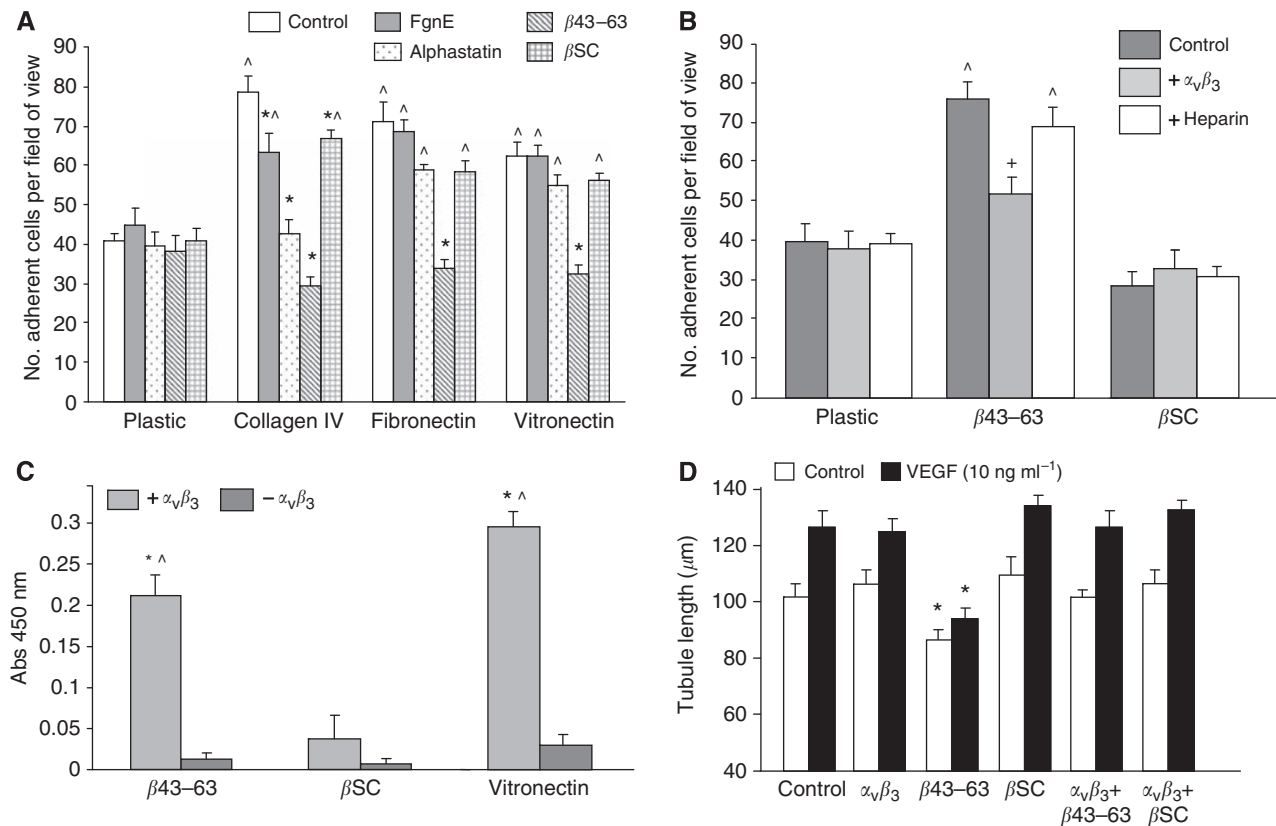 A
Control
FgnE
β43–63
Alphastatin
βSC
No. adherent cells per field of view
90
80
70
60
50
40
30
20
10
0
^
*^
*
*
*^
^
^
^
*
^
^
^
^
*
^
Plastic
Collagen IV
Fibronectin
Vitronectin
B
Control
+ αvβ3
+ Heparin
No. adherent cells per field of view
90
80
70
60
50
40
30
20
10
0
^
+
^
Plastic
β43–63
βSC
C
+ αvβ3
– αvβ3
Abs 450 nm
0.3
0.25
0.2
0.15
0.1
0.05
0
* ^
* ^
β43–63
βSC
Vitronectin
D
Control
VEGF (10 ng ml⁻¹)
Tubule length (μm)
140
120
100
80
60
40
*
*
Control
αvβ3
β43–63
βSC
αvβ3+
β43–63
αvβ3+
βSC